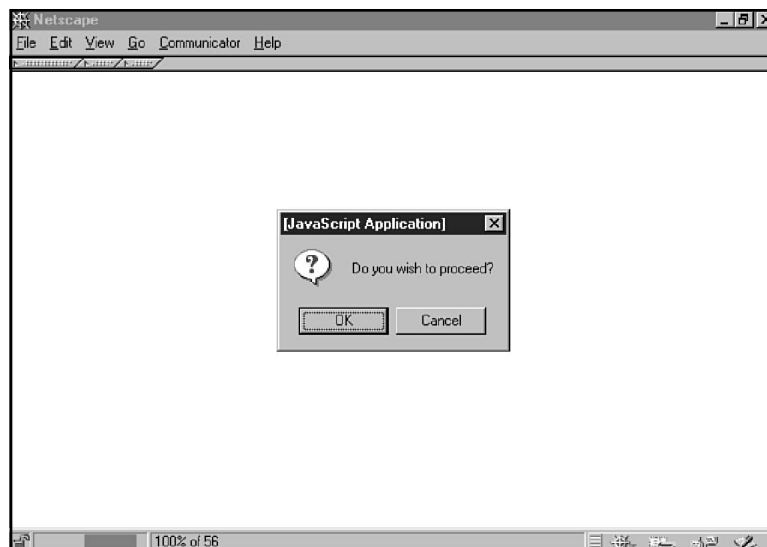 Netscape
File Edit View Go Communicator Help
[JavaScript Application]
? Do you wish to proceed?
OK Cancel
100% of 56